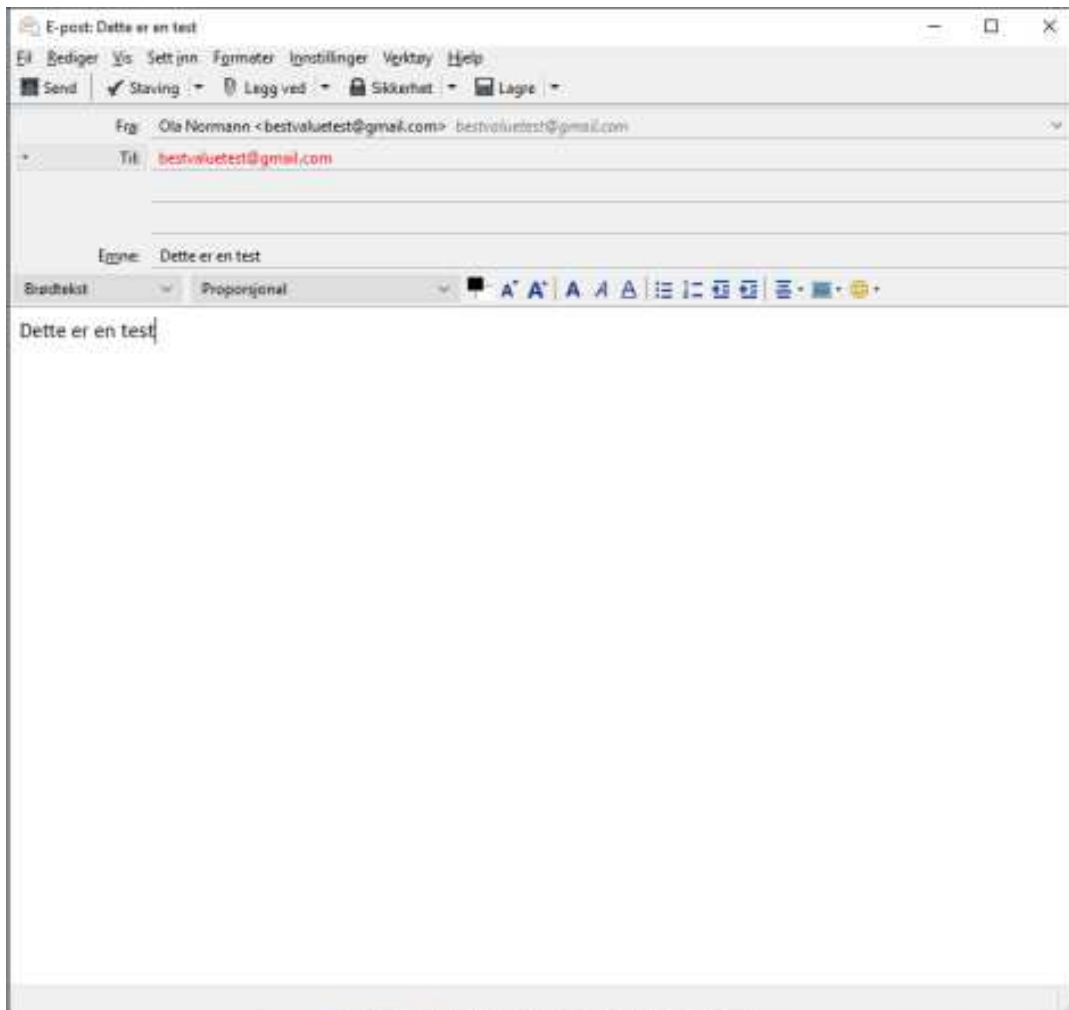 E-post: Dette er en test
Fil Rediger Vis Sett inn Formater Innstillinger Verktøy Hjelp
Send Staving Legg ved Sikkerhet Lagre
Fra: Ola Normann <bestvaluetest@gmail.com> bestvaluetest@gmail.com
Til: bestvaluetest@gmail.com
Emne: Dette er en test
Brødtekst Proporsjonal
Dette er en test